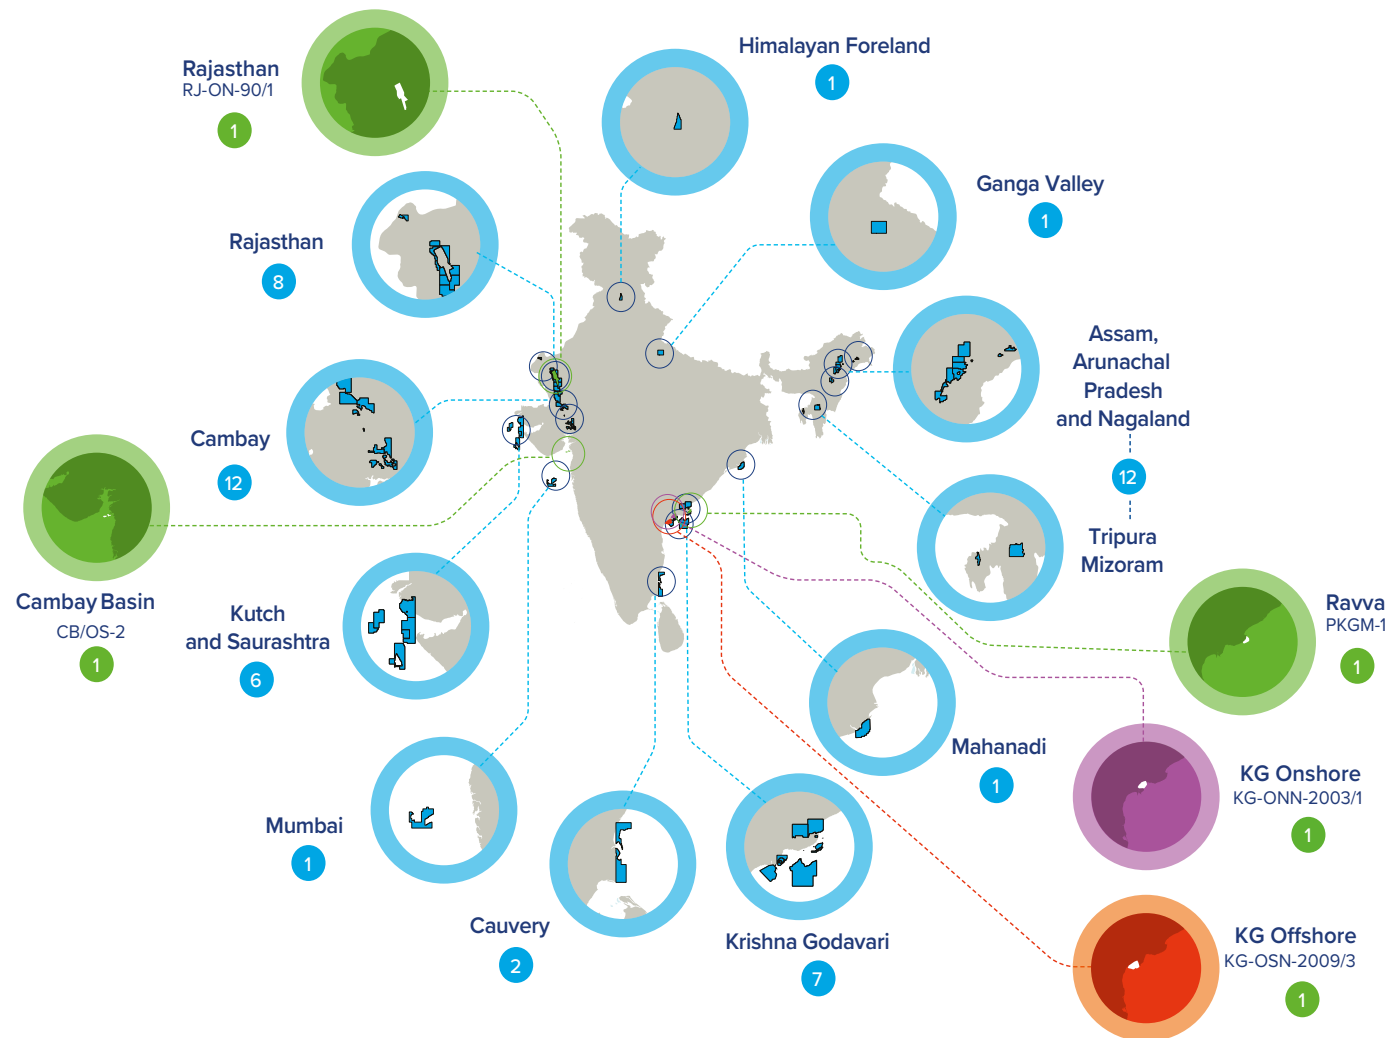 Rajasthan
RJ-ON-90/1
1
Himalayan Foreland
1
Ganga Valley
1
Rajasthan
8
Assam,
Arunachal
Pradesh
and Nagaland
12
Tripura
Mizoram
Cambay
12
Cambay Basin
CB/OS-2
1
Kutch
and Saurashtra
6
Ravva
PKGM-1
1
Mahanadi
1
KG Onshore
KG-ONN-2003/1
1
Mumbai
1
Cauvery
2
Krishna Godavari
7
KG Offshore
KG-OSN-2009/3
1